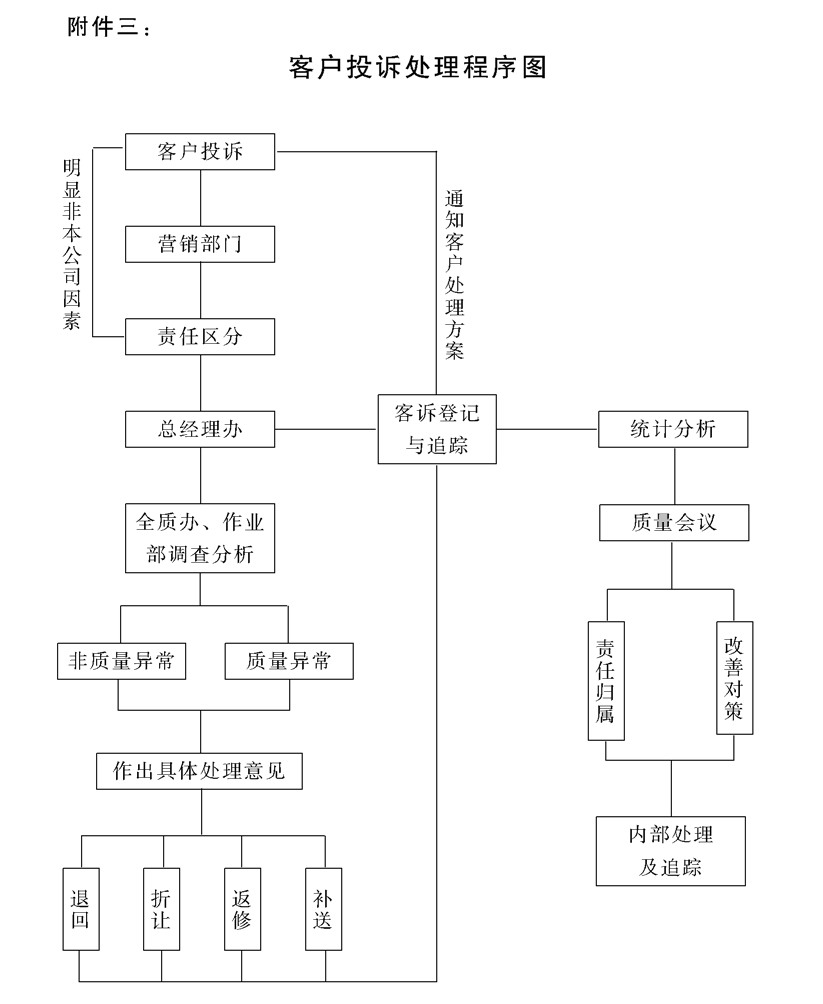 附件三：
客户投诉处理程序图
客户投诉
明显非本公司因素
通知客户处理方案
营销部门
责任区分
总经理办
客诉登记
与追踪
统计分析
全质办、作业
部调查分析
质量会议
非质量异常
质量异常
责任归属
改善对策
作出具体处理意见
内部处理
及追踪
退回
折让
返修
补送